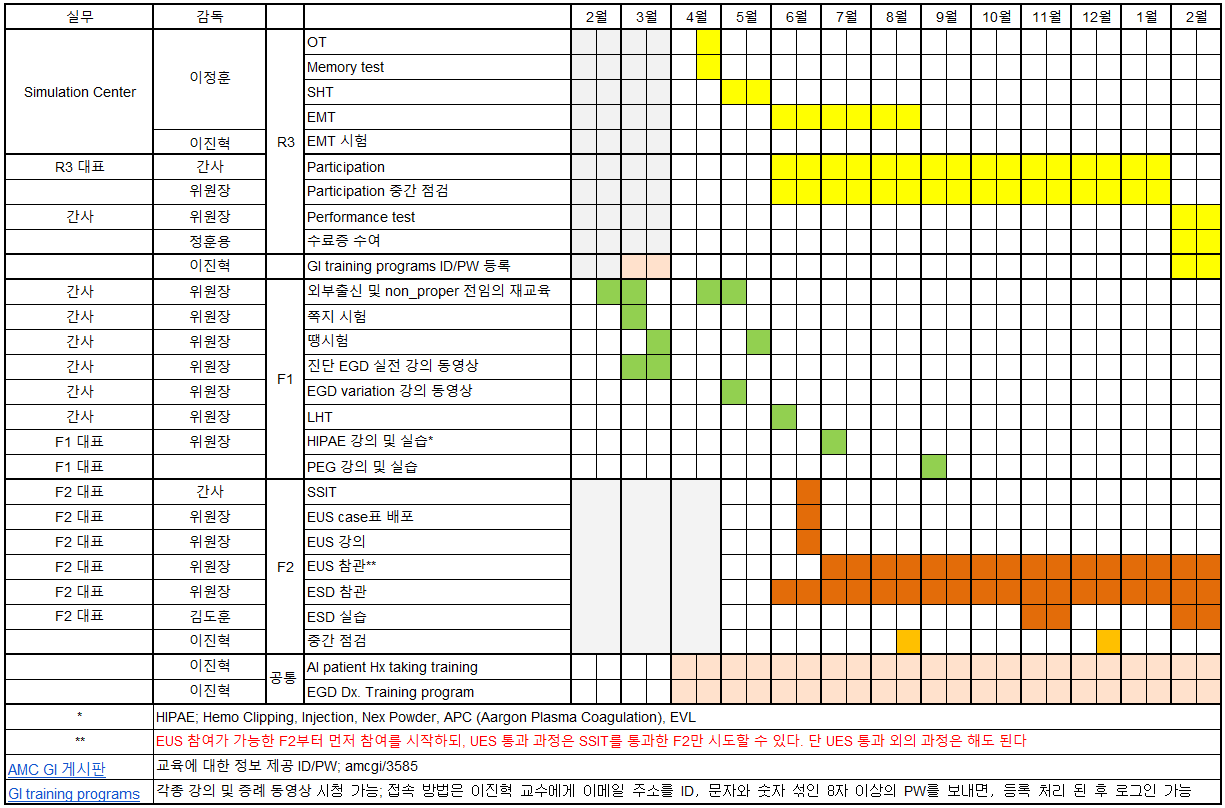 실무 감독 2월 3월 4월 5월 6월 7월 8월 9월 10월 11월 12월 1월 2월
Simulation Center 이정훈 R3 OT
Memory test
SHT
EMT
이진혁 EMT 시험
R3 대표 간사 Participation
위원장 Participation 중간 점검
간사 위원장 Performance test
정훈용 수료증 수여
이진혁 GI training programs ID/PW 등록
간사 위원장 F1 외부출신 및 non_proper 전임의 재교육
간사 위원장 쪽지 시험
간사 위원장 땡시험
간사 위원장 진단 EGD 실전 강의 동영상
간사 위원장 EGD variation 강의 동영상
간사 위원장 LHT
F1 대표 위원장 HIPAE 강의 및 실습*
F1 대표 PEG 강의 및 실습
F2 대표 간사 F2 SSIT
F2 대표 위원장 EUS case표 배포
F2 대표 위원장 EUS 강의
F2 대표 위원장 EUS 참관**
F2 대표 위원장 ESD 참관
F2 대표 김도훈 ESD 실습
이진혁 중간 점검
이진혁 공통 AI patient Hx taking training
이진혁 EGD Dx. Training program
* HIPAE; Hemo Clipping, Injection, Nex Powder, APC (Aargon Plasma Coagulation), EVL
** EUS 참여가 가능한 F2부터 먼저 참여를 시작하되, UES 통과 과정은 SSIT를 통과한 F2만 시도할 수 있다. 단 UES 통과 외의 과정은 해도 된다
AMC GI 게시판 교육에 대한 정보 제공 ID/PW; amcgi/3585
GI training programs 각종 강의 및 증례 동영상 시청 가능; 접속 방법은 이진혁 교수에게 이메일 주소를 ID, 문자와 숫자 섞인 8자 이상의 PW를 보내면, 등록 처리 된 후 로그인 가능